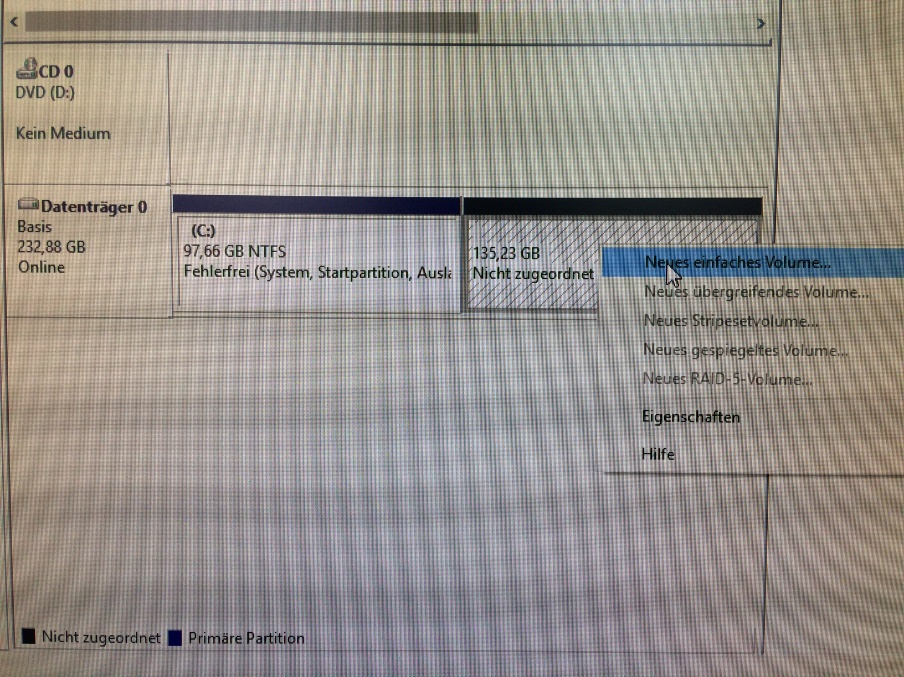 CD 0
DVD (D:)
Kein Medium
Datenträger 0
Basis
232,88 GB
Online
(C:)
97,66 GB NTFS
Fehlerfrei (System, Startpartition, Ausla
135,23 GB
Nicht zugeordnet
Neues einfaches Volume...
Neues übergreifendes Volume...
Neues Stripesetvolume...
Neues gespiegeltes Volume...
Neues RAID-5-Volume...
Eigenschaften
Hilfe
Nicht zugeordnet Primäre Partition